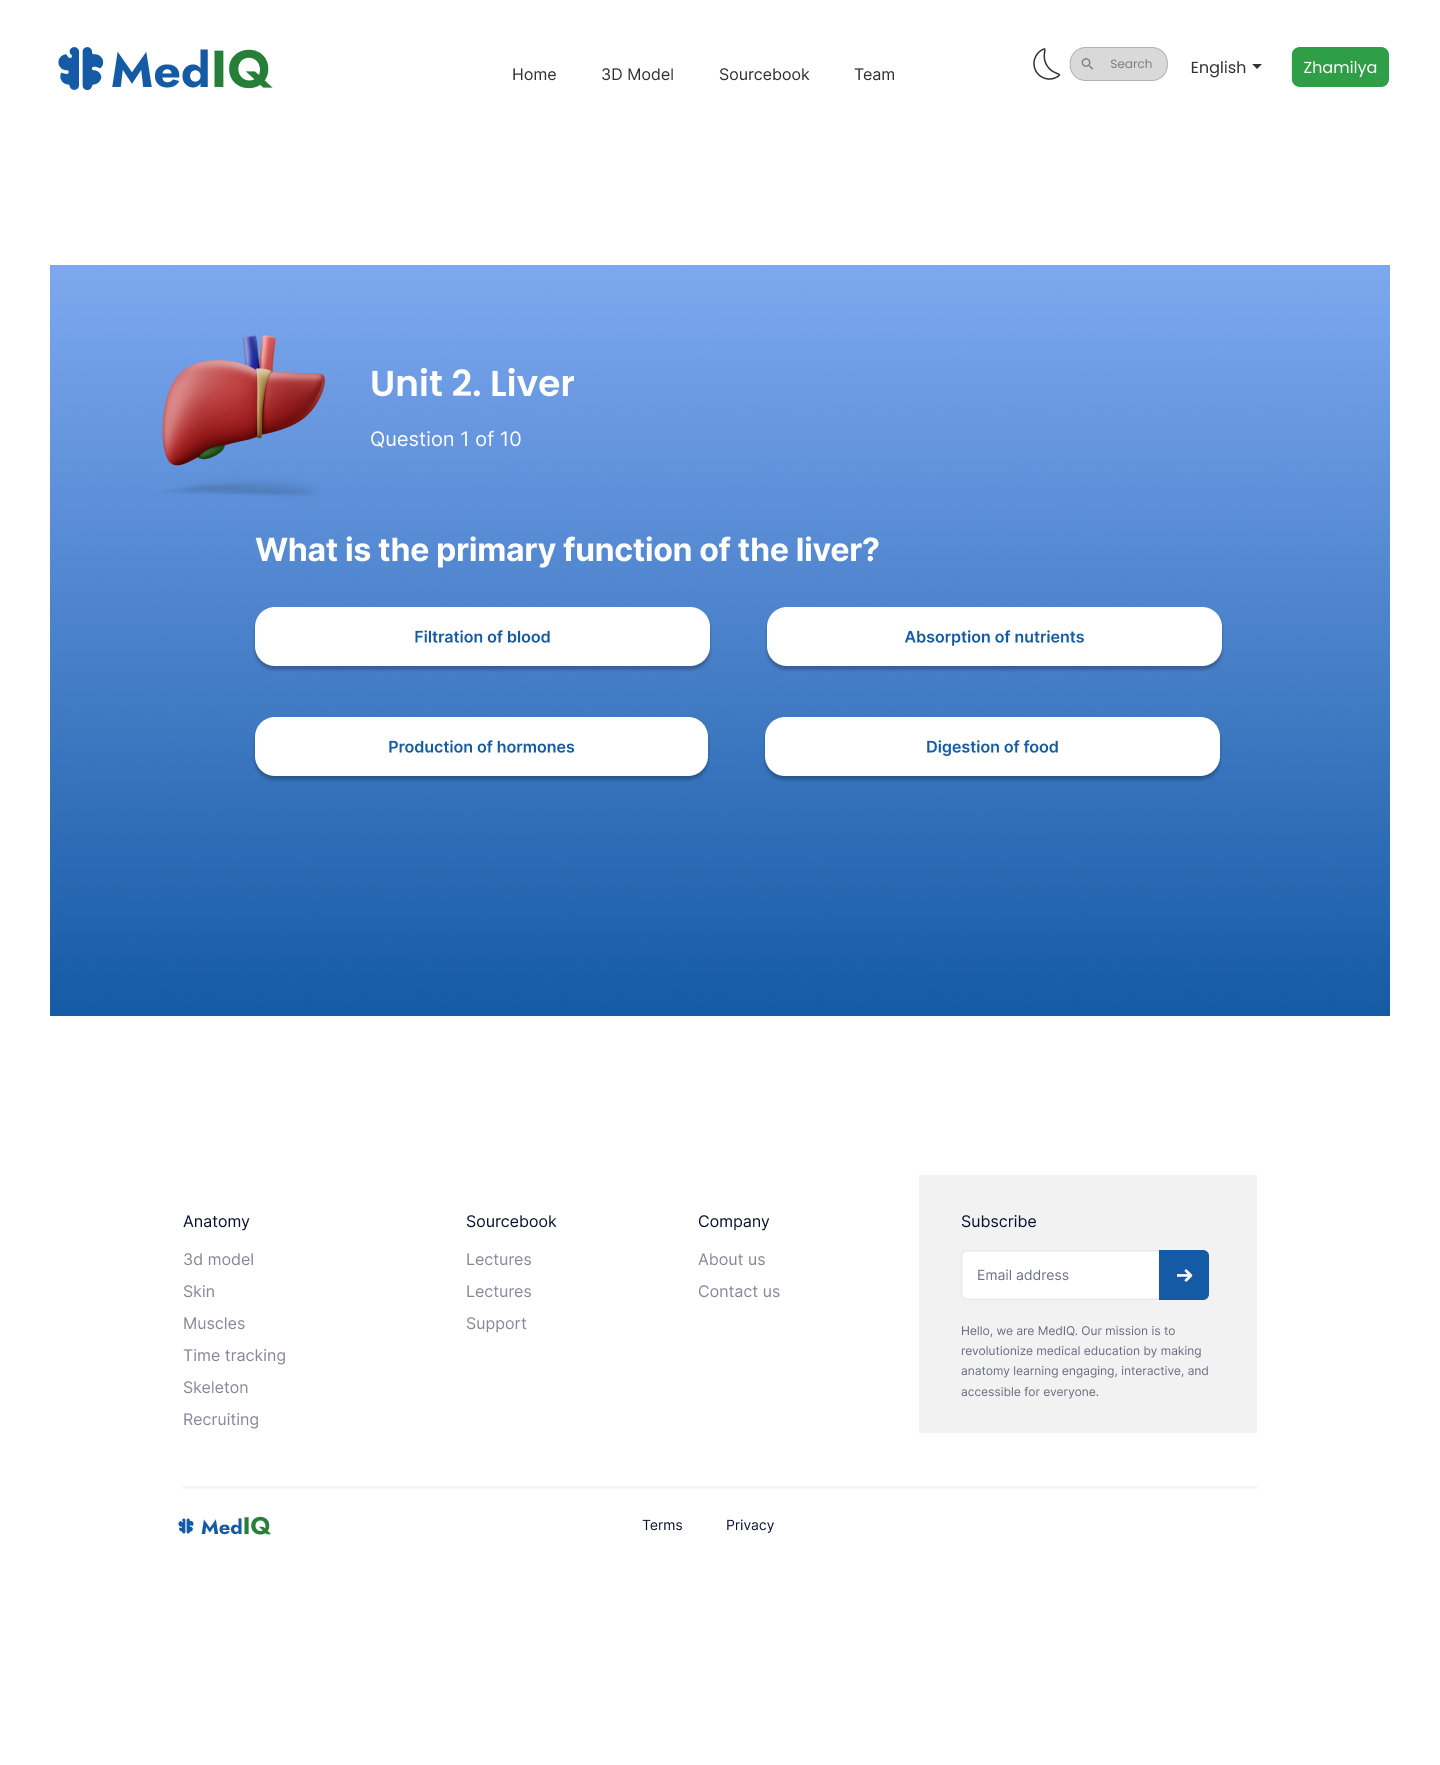 MedIQ
Home
3D Model
Sourcebook
Team
Search
English
Zhamilya
Unit 2. Liver
Question 1 of 10
What is the primary function of the liver?
Filtration of blood
Absorption of nutrients
Production of hormones
Digestion of food
Anatomy
3d model
Skin
Muscles
Time tracking
Skeleton
Recruiting
Sourcebook
Lectures
Lectures
Support
Company
About us
Contact us
Subscribe
Email address
Hello, we are MedIQ. Our mission is to
revolutionize medical education by making
anatomy learning engaging, interactive, and
accessible for everyone.
MedIQ
Terms
Privacy